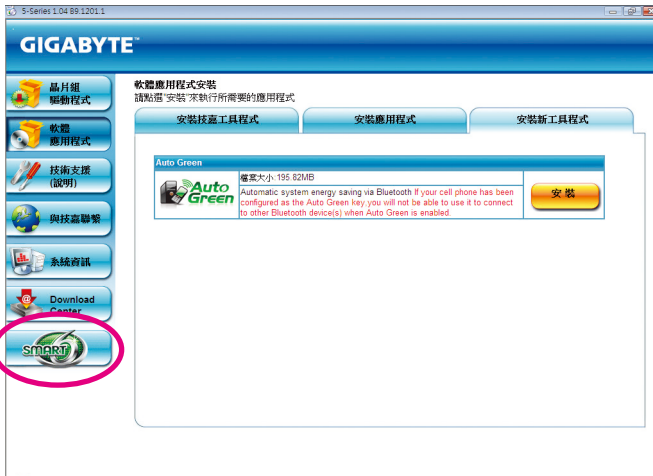 5-Series 1.04 B9.1201.1
GIGABYTE™
晶片組
驅動程式
軟體
應用程式
技術支援
(說明)
與技嘉聯繫
系統資訊
Download
Center
SMART6
軟體應用程式安裝
請點選"安裝"來執行所需要的應用程式
安裝技嘉工具程式
安裝應用程式
安裝新工具程式
Auto Green
Auto
Green
檔案大小:195.82MB
Automatic system energy saving via Bluetooth If your cell phone has been
configured as the Auto Green key,you will not be able to use it to connect
to other Bluetooth device(s) when Auto Green is enabled.
安裝